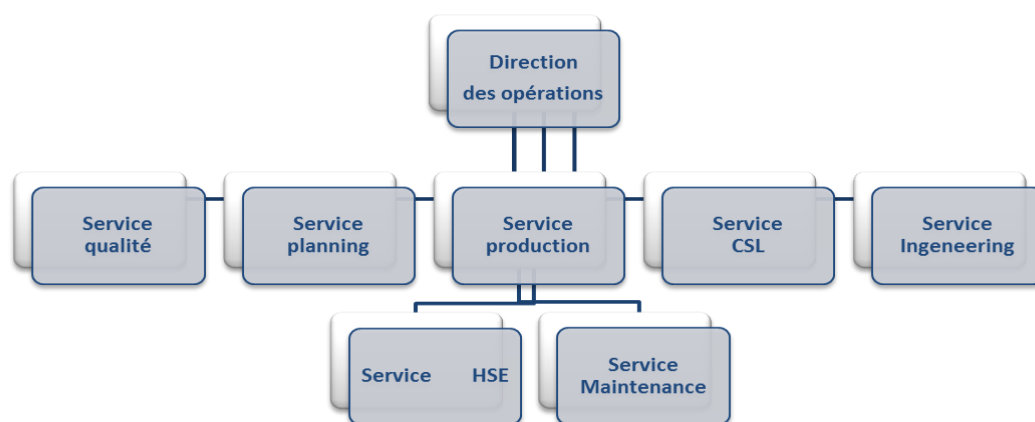 Direction
des opérations
Service
qualité
Service
planning
Service
production
Service
CSL
Service
Ingeneering
Service HSE
Service
Maintenance